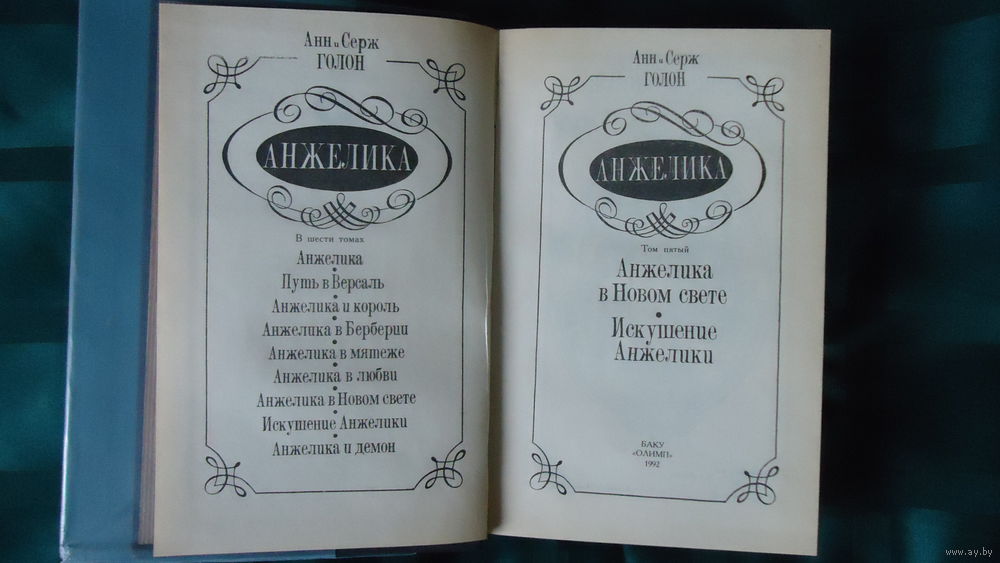 Анн и Серж
ГОЛОН
АНЖЕЛИКА
В шести томах
Анжелика
Путь в Версаль
Анжелика и король
Анжелика в Берберии
Анжелика в мятеже
Анжелика в любви
Анжелика в Новом свете
Искушение Анжелики
Анжелика и демон
Анн и Серж
ГОЛОН
АНЖЕЛИКА
Том пятый
Анжелика
в Новом свете
Искушение
Анжелики
БАКУ
«ОЛИМП»
1992
www.ay.by